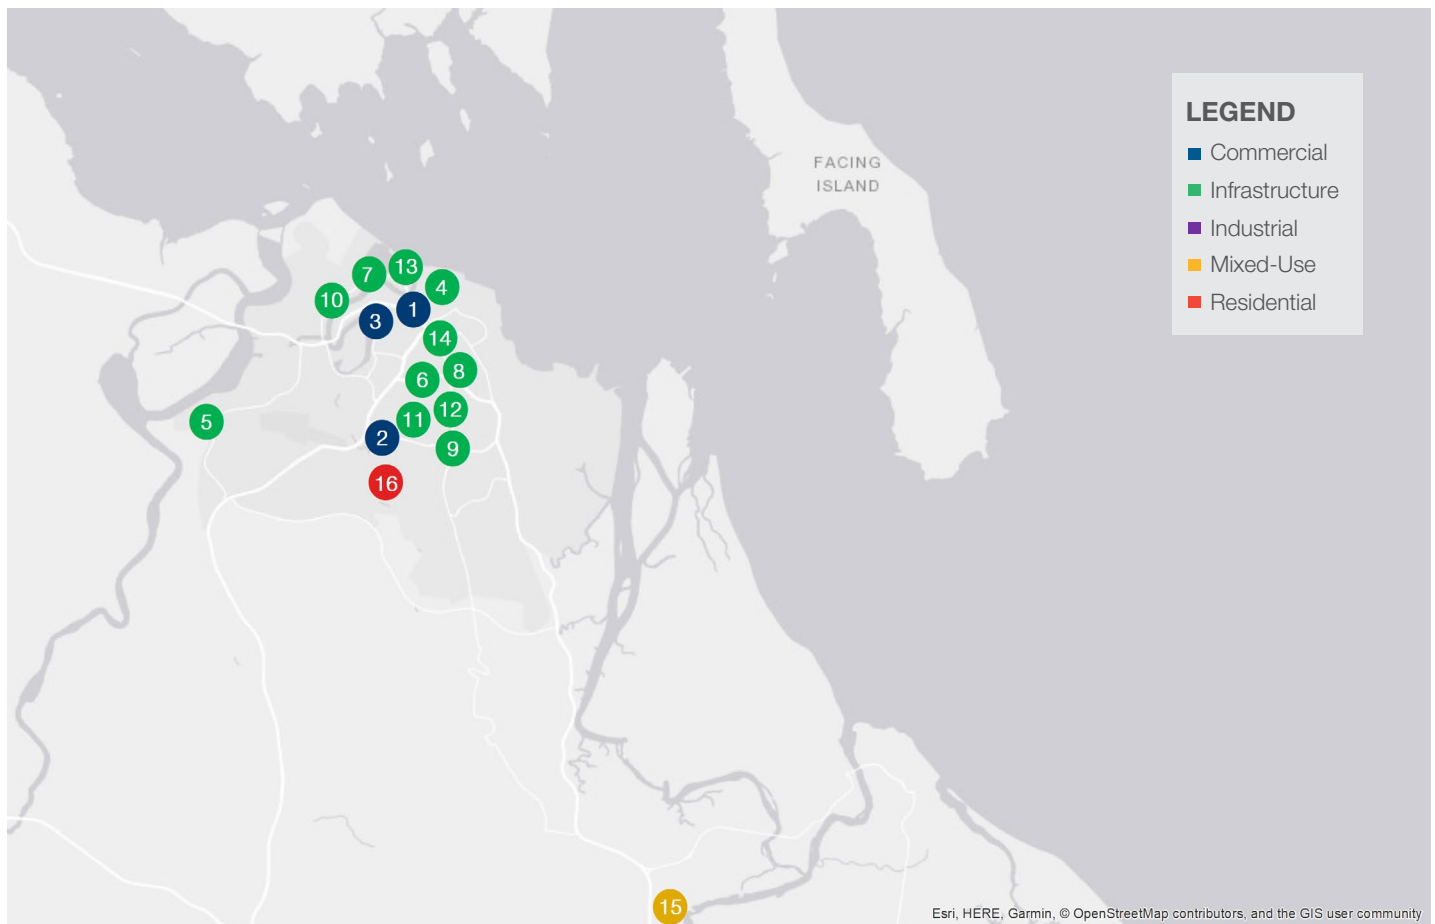 LEGEND
Commercial
Infrastructure
Industrial
Mixed-Use
Residential
FACING
ISLAND
13
7
4
10
1
3
14
8
6
12
11
5
2
9
16
15
Esri, HERE, Garmin, © OpenStreetMap contributors, and the GIS user community